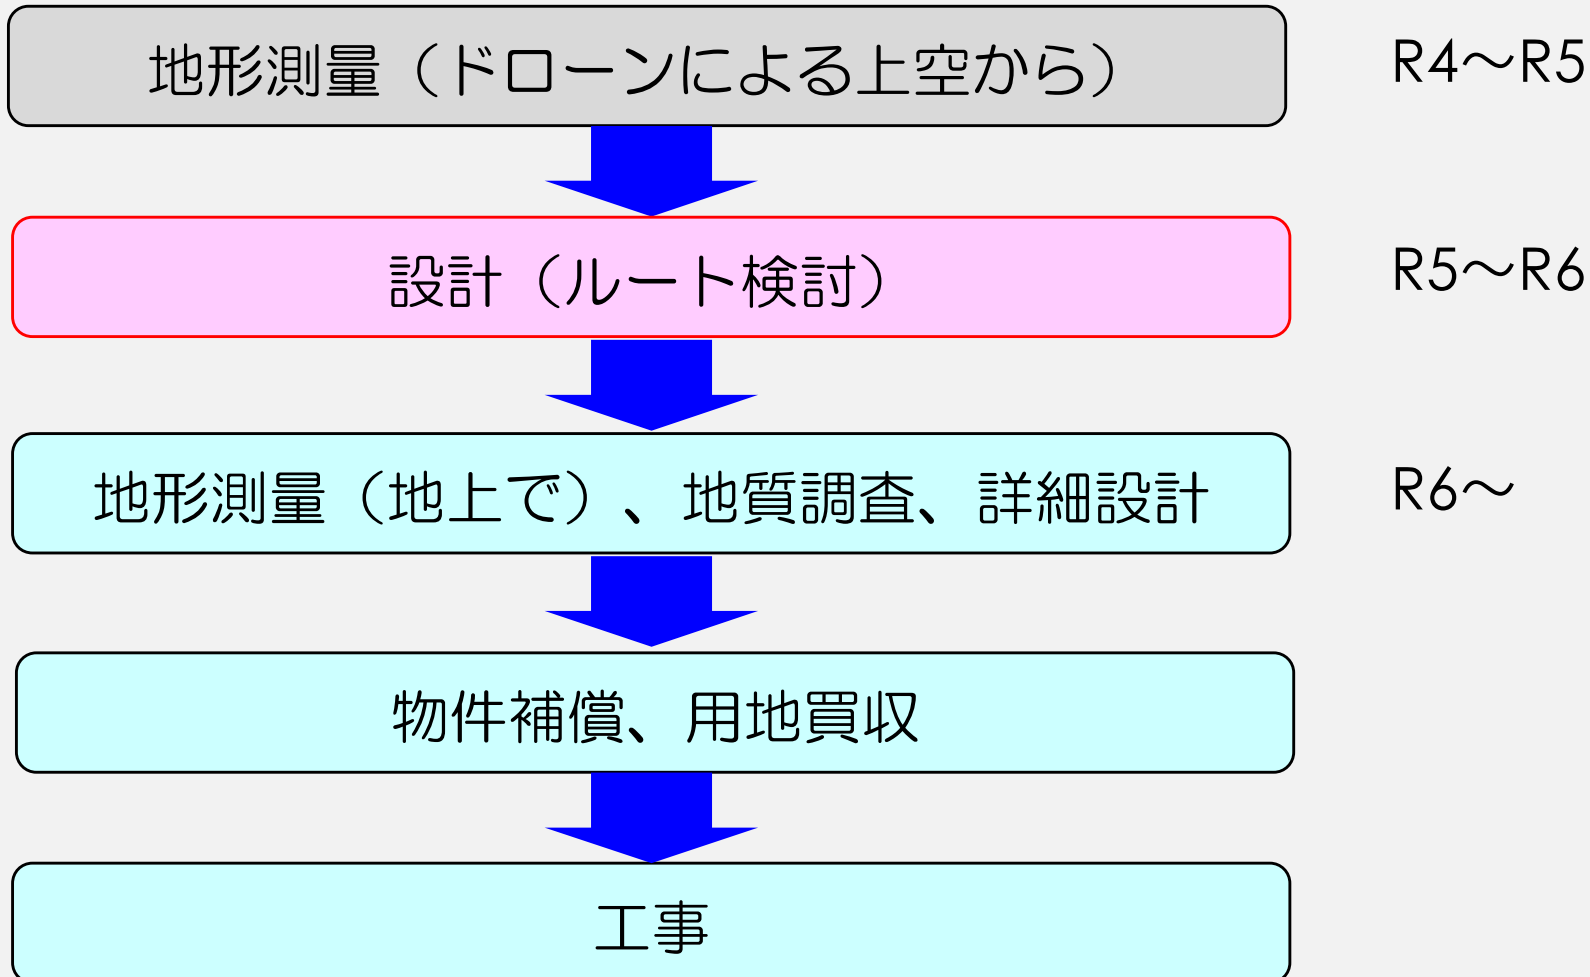 地形測量（ドローンによる上空から）
R4～R5
設計（ルート検討）
R5～R6
地形測量（地上で）、地質調査、詳細設計
R6～
物件補償、用地買収
工事